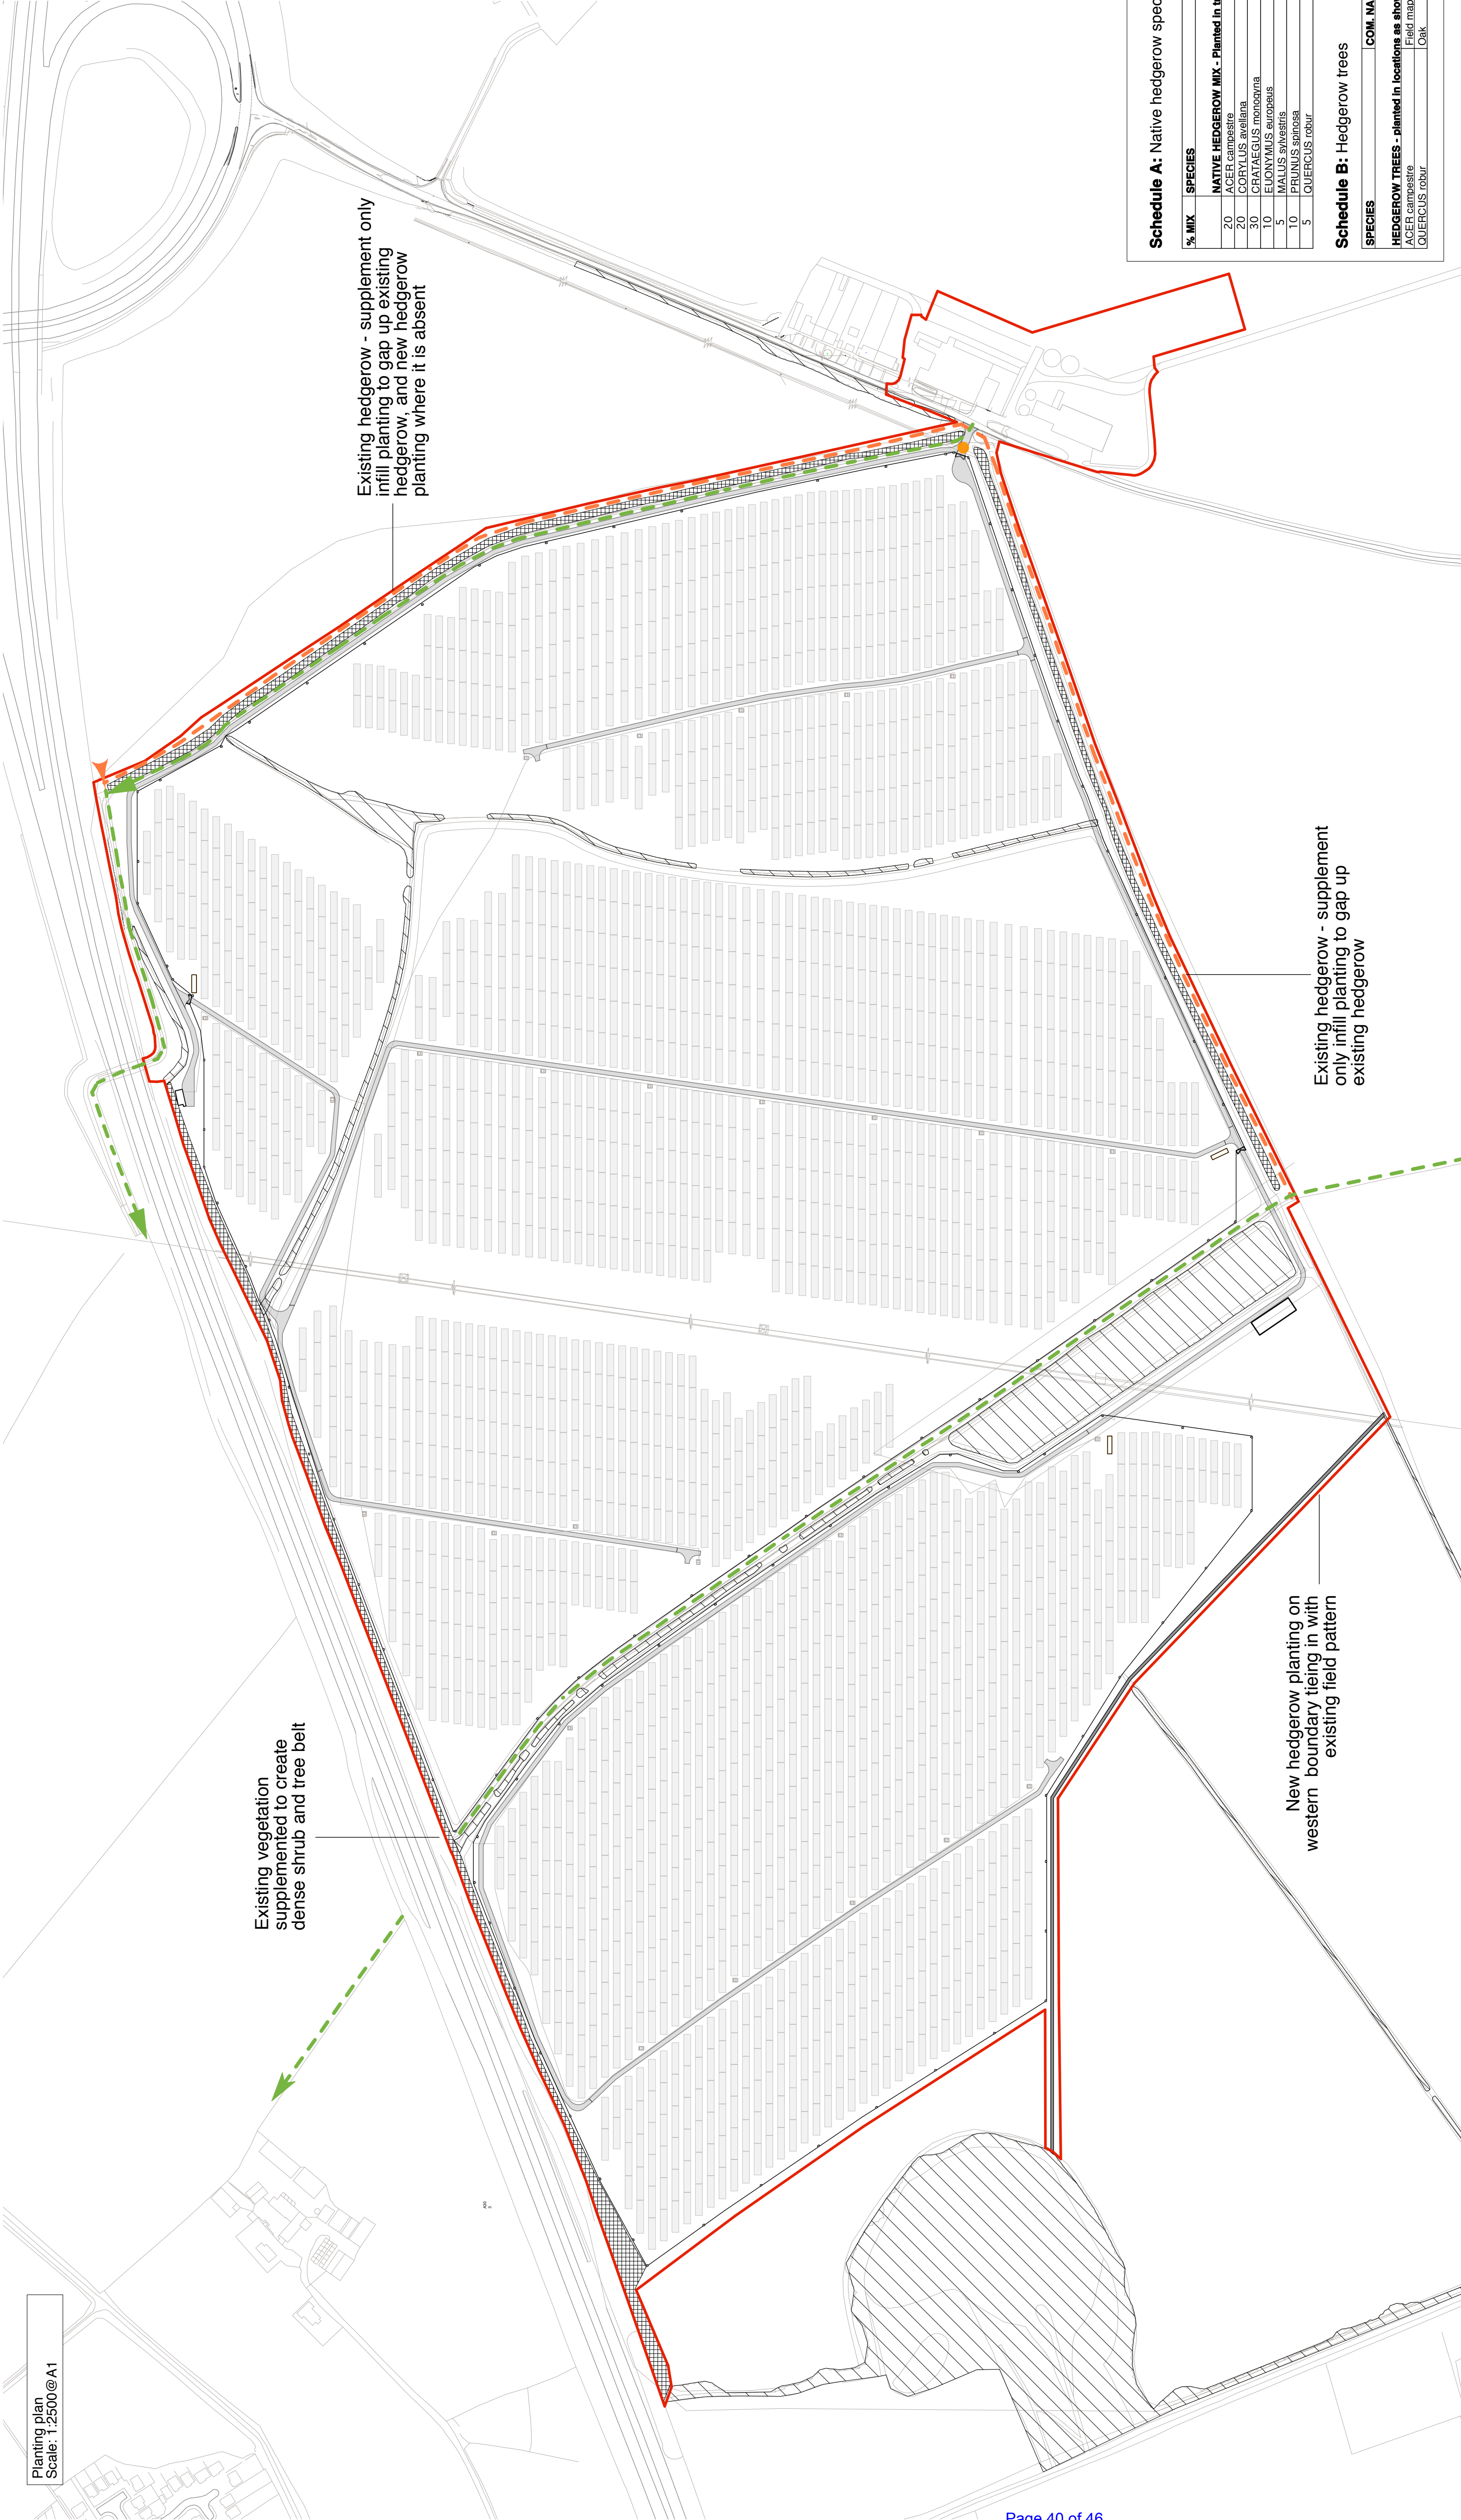 Planting plan
Scale: 1:2500@A1
Existing vegetation
supplemented to create
dense shrub and tree belt
Existing hedgerow - supplement only
infill planting to gap up existing
hedgerow, and new hedgerow
planting where it is absent
New hedgerow planting on
western boundary tieing in with
existing field pattern
Existing hedgerow - supplement
only infill planting to gap up
existing hedgerow
Schedule A: Native hedgerow spec
% MIX SPECIES
NATIVE HEDGEROW MIX - Planted in t
20 ACER campestre
20 CORYLUS avellana
30 CRATAEGUS monogyna
10 EUONYMUS europeus
5 MALUS sylvestris
10 PRUNUS spinosa
5 QUERCUS robur
Schedule B: Hedgerow trees
SPECIES COM. NA
HEDGEROW TREES - planted in locations as sho
ACER campestre Field map
QUERCUS robur Oak
Page 40 of 46